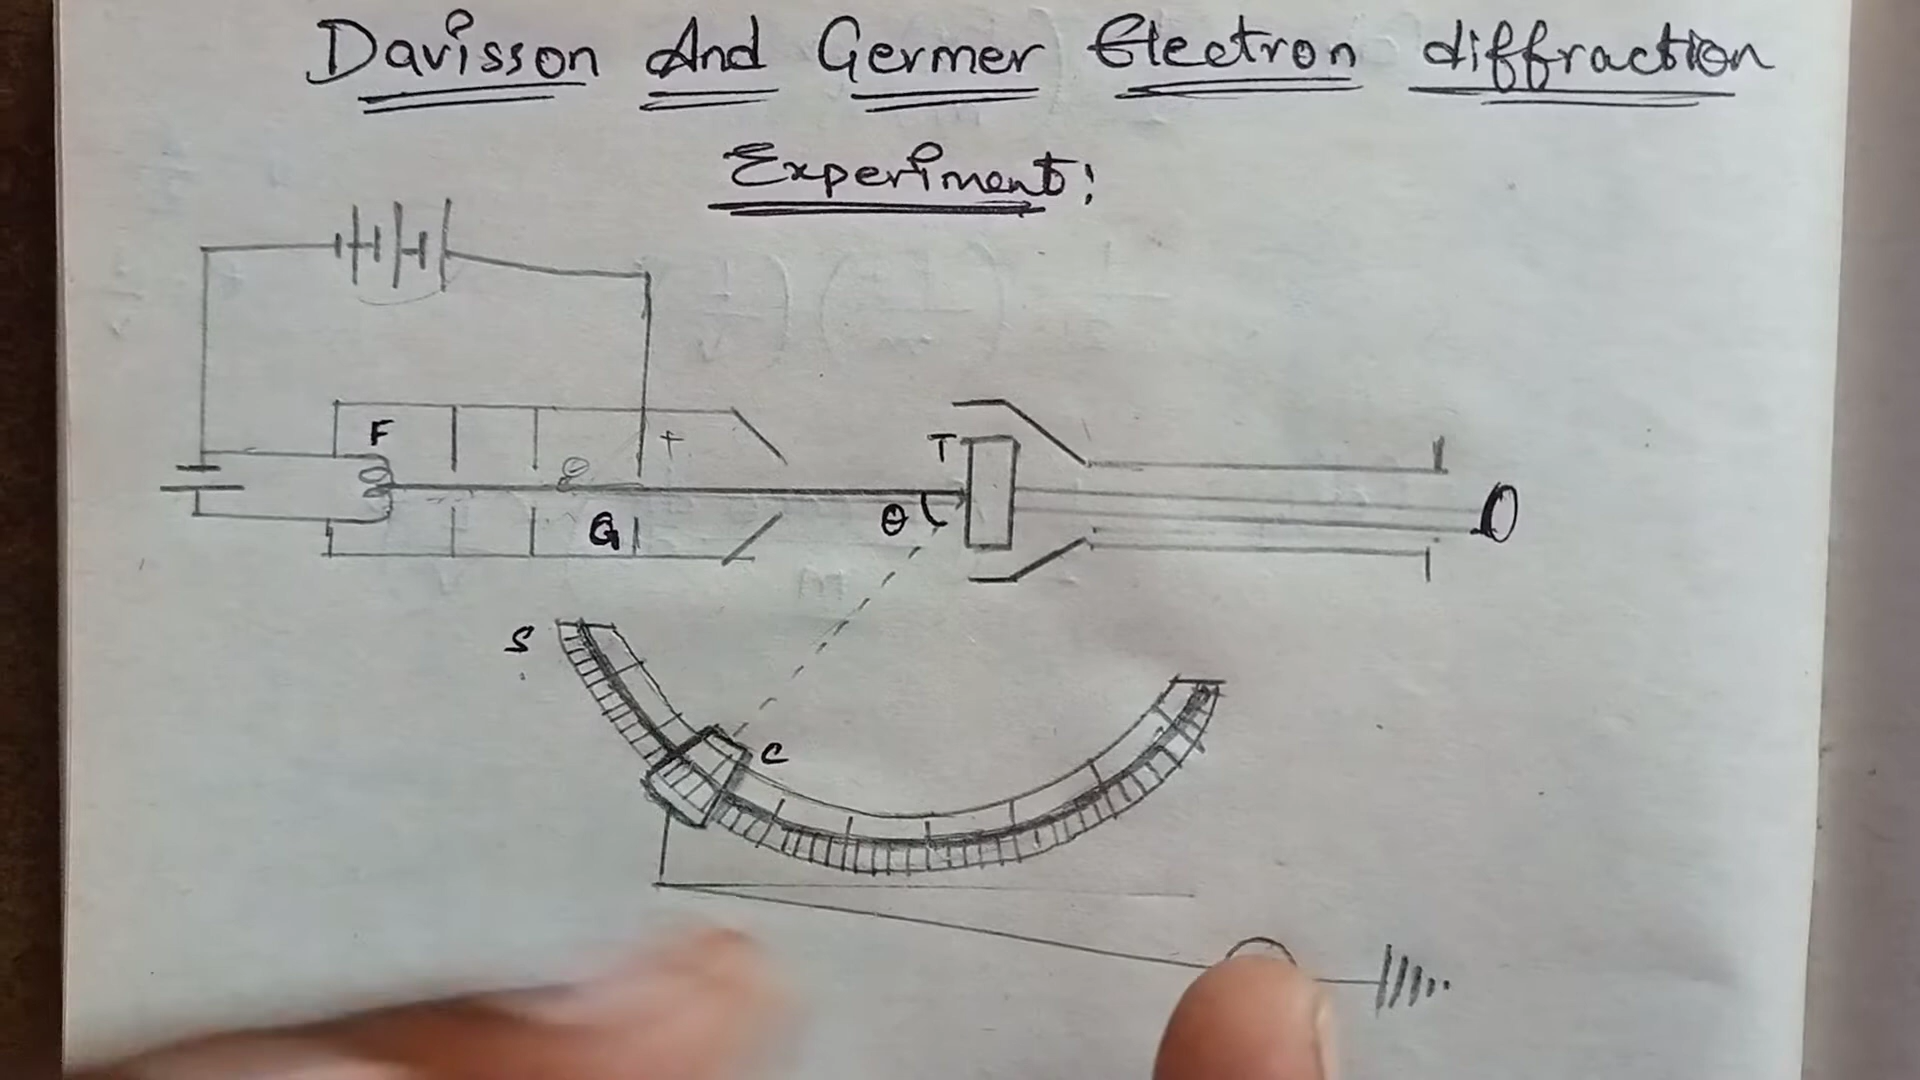 Davisson And Germer Electron diffraction
Experiment:
F
+
T
e
G
θ
S
C